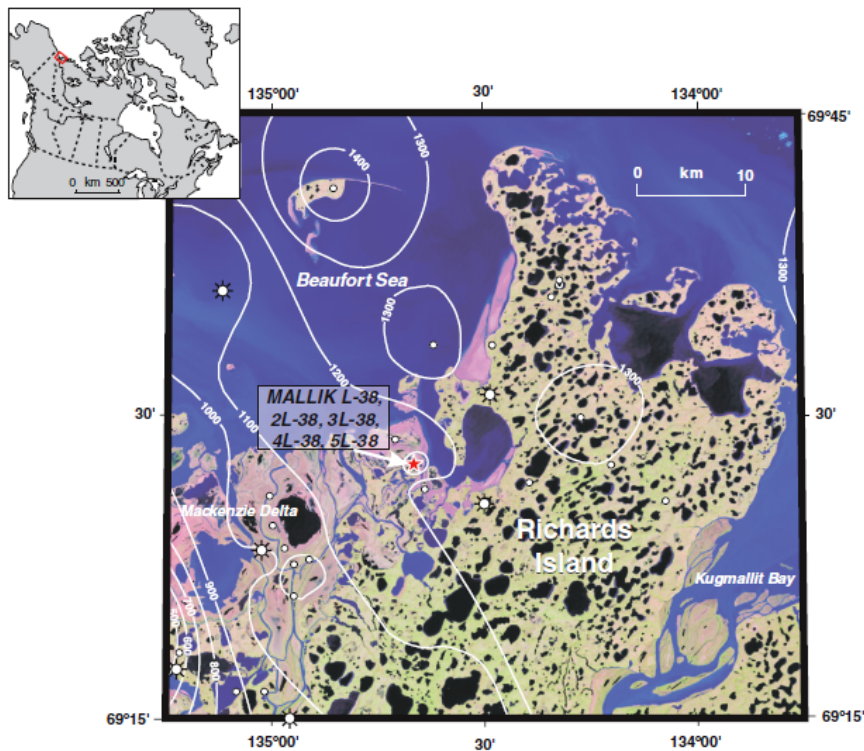 0 km 500
135°00'
30'
134°00'
69°45'
1300
1400
0 km 10
1300
Beaufort Sea
1300
1200
1300
MALLIK L-38,
2L-38, 3L-38,
4L-38, 5L-38
1000
1100
30'
30'
Mackenzie Delta
Richards
Island
Kugmallit Bay
900
700
600
800
69°15'
69°15'
135°00'
30'
134°00'